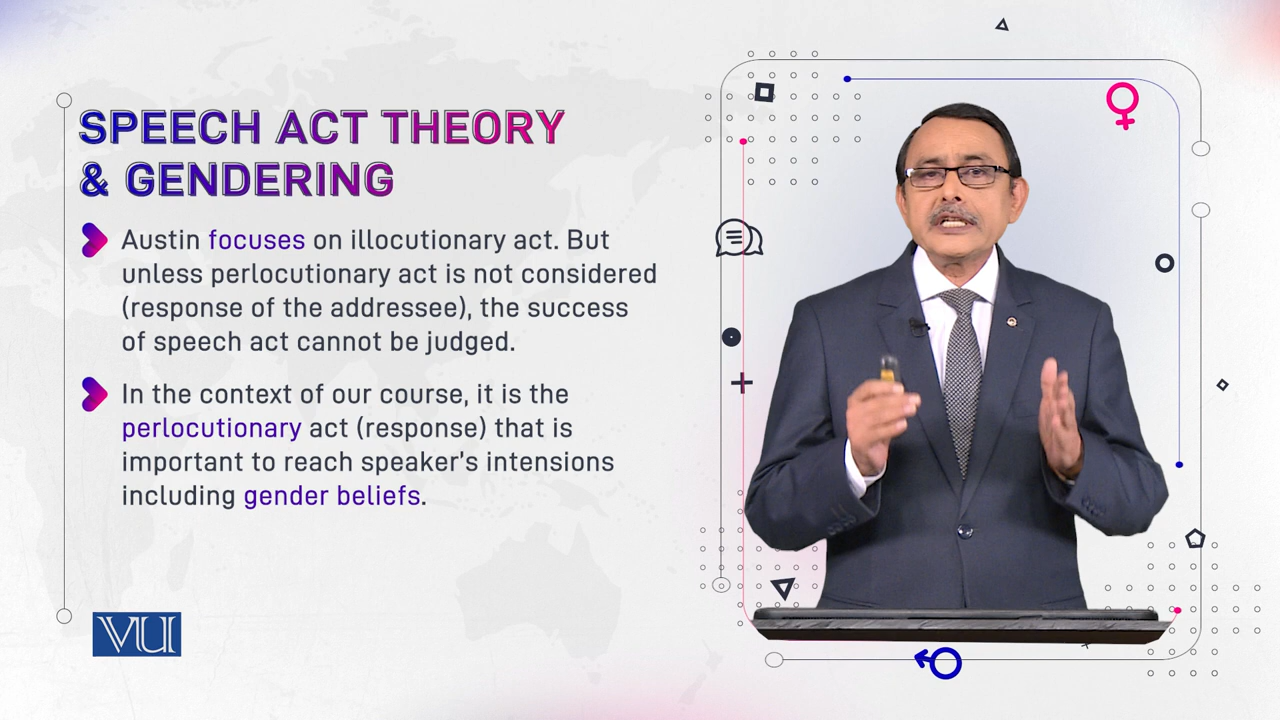 SPEECH ACT THEORY
& GENDERING
Austin focuses on illocutionary act. But
unless perlocutionary act is not considered
(response of the addressee), the success
of speech act cannot be judged.
In the context of our course, it is the
perlocutionary act (response) that is
important to reach speaker's intensions
including gender beliefs.
VU